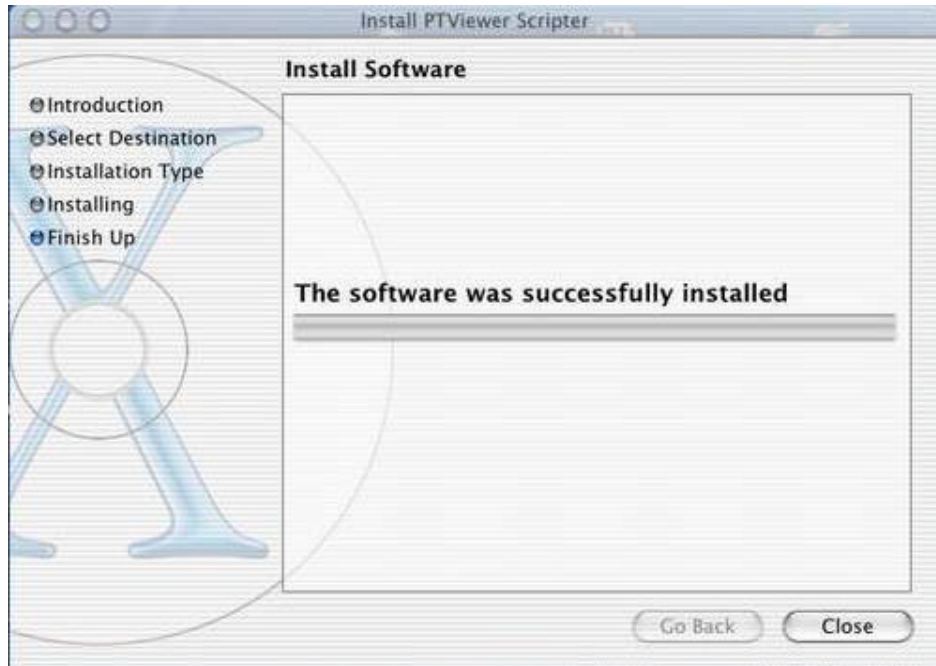 Install PTViewer Scripter
Install Software
Introduction
Select Destination
Installation Type
Installing
Finish Up
The software was successfully installed
Go Back
Close